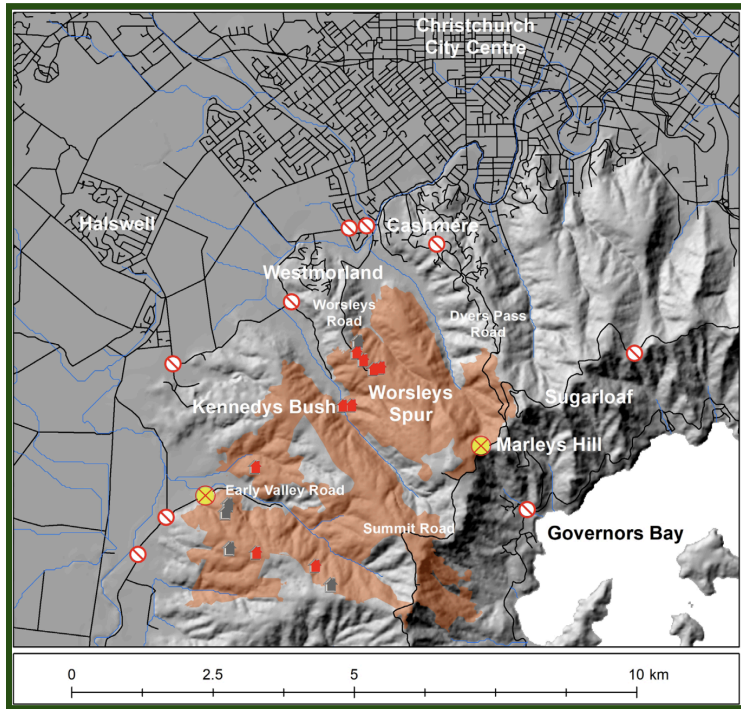 Christchurch
City Centre
Halswell
Cashmere
Westmorland
Worsleys
Road
Dyers Pass
Road
Kennedys Bush
Worsleys
Spur
Sugarloaf
Marleys Hill
Early Valley Road
Summit Road
Governors Bay
0
2.5
5
10 km